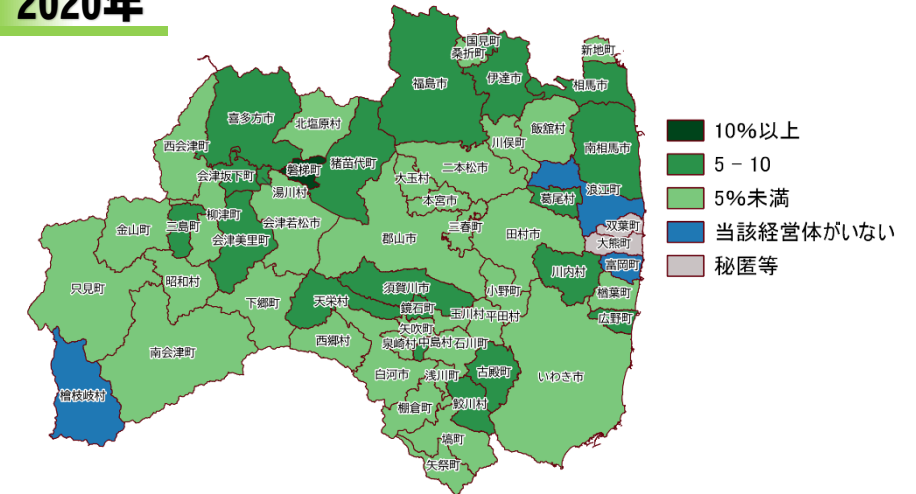 2020年
国見町
桑折町
新地町
福島市
伊達市
相馬市
喜多方市
北塩原村
飯舘村
川俣町
西会津町
猪苗代町
南相馬市
磐梯町
二本松市
会津坂下町
大玉村
湯川村
浪江町
葛尾村
本宮市
柳津町
会津若松市
三春町
双葉町
金山町
三島町
田村市
会津美里町
郡山市
大熊町
富岡町
川内村
昭和村
只見町
須賀川市
小野町
楢葉町
下郷町
天栄村
鏡石町
玉川村
平田村
広野町
矢吹町
西郷村
泉崎村
中島村
石川町
南会津町
白河市
浅川町
古殿町
いわき市
檜枝岐村
棚倉町
鮫川村
塙町
矢祭町
10%以上
5 - 10
5%未満
当該経営体がいない
秘匿等